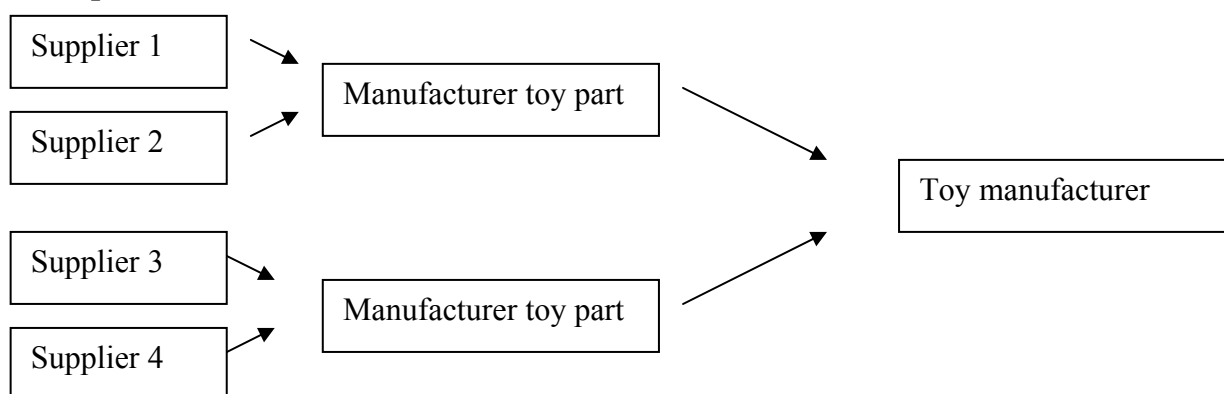 Supplier 1
Supplier 2
Manufacturer toy part
Supplier 3
Supplier 4
Manufacturer toy part
Toy manufacturer